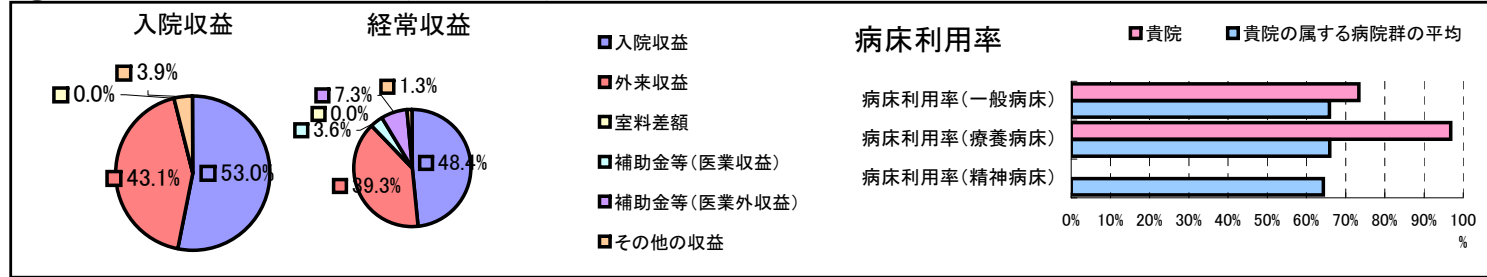 入院収益
3.9%
0.0%
43.1%
53.0%
経常収益
1.3%
7.3%
0.0%
3.6%
39.3%
48.4%
入院収益
外来収益
室料差額
補助金等(医業収益)
補助金等(医業外収益)
その他の収益
病床利用率
貴院
貴院の属する病院群の平均
病床利用率(一般病床)
病床利用率(療養病床)
病床利用率(精神病床)
0% 10% 20% 30% 40% 50% 60% 70% 80% 90% 100
%